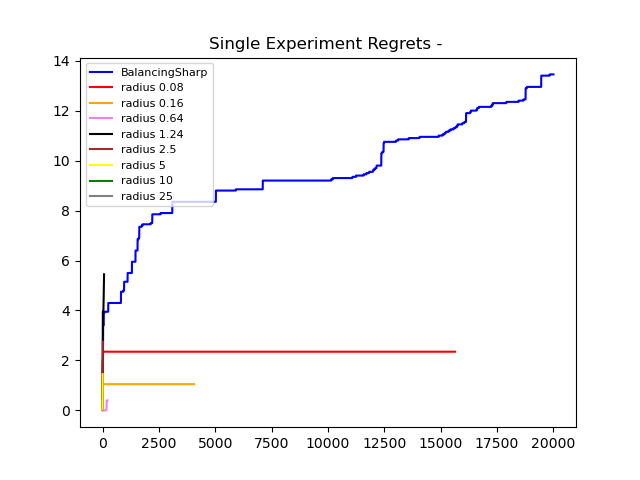 Single Experiment Regrets -
BalancingSharp
radius 0.08
radius 0.16
radius 0.64
radius 1.24
radius 2.5
radius 5
radius 10
radius 25
14
12
10
8
6
4
2
0
0 2500 5000 7500 10000 12500 15000 17500 20000